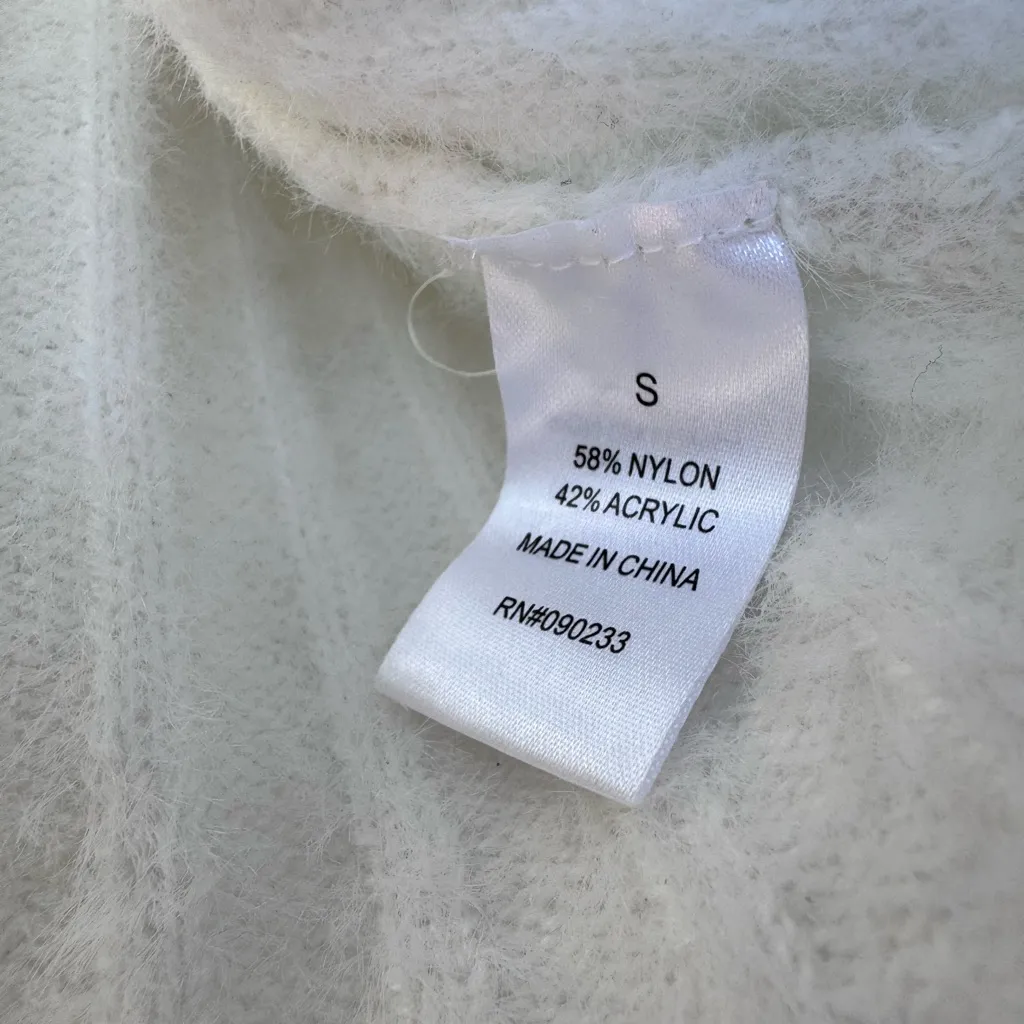 S
58% NYLON
42% ACRYLIC
MADE IN CHINA
RN#090233